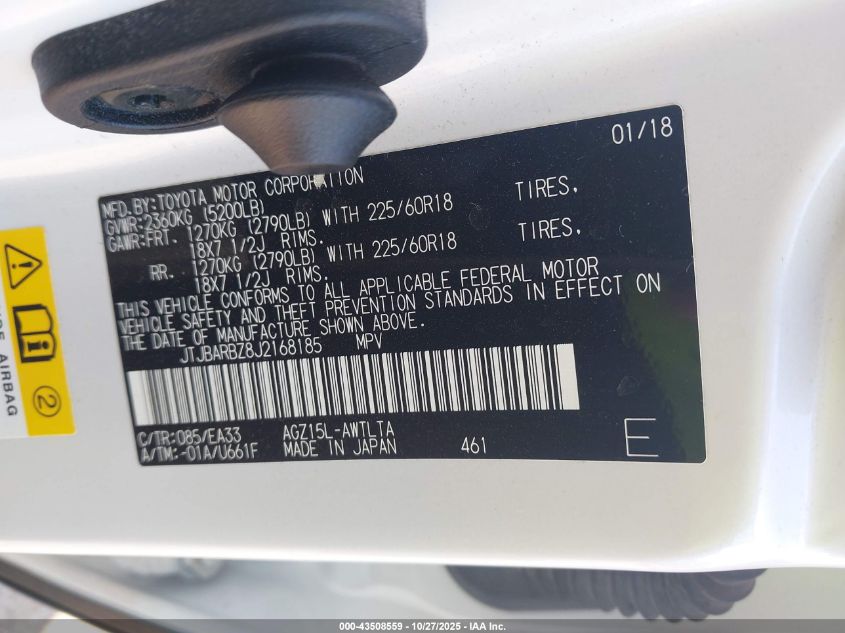 01/18
MFD.BY:TOYOTA MOTOR CORPORATION
GVWR:2360KG (5200LB)
GAWR:FRT. 1270KG (2790LB) WITH 225/60R18 TIRES,
18X7 1/2J RIMS.
RR. 1270KG (2790LB) WITH 225/60R18 TIRES,
18X7 1/2J RIMS.
THIS VEHICLE CONFORMS TO ALL APPLICABLE FEDERAL MOTOR
VEHICLE SAFETY AND THEFT PREVENTION STANDARDS IN EFFECT ON
THE DATE OF MANUFACTURE SHOWN ABOVE.
JTJBARBZ8J2168185 MPV
C/TR:085/EA33 AGZ15L-AWTLTA
A/TM:-01A/U661F MADE IN JAPAN 461 E
AIRBAG
2
000-43508559 | 10/27/2025 - IAA Inc.